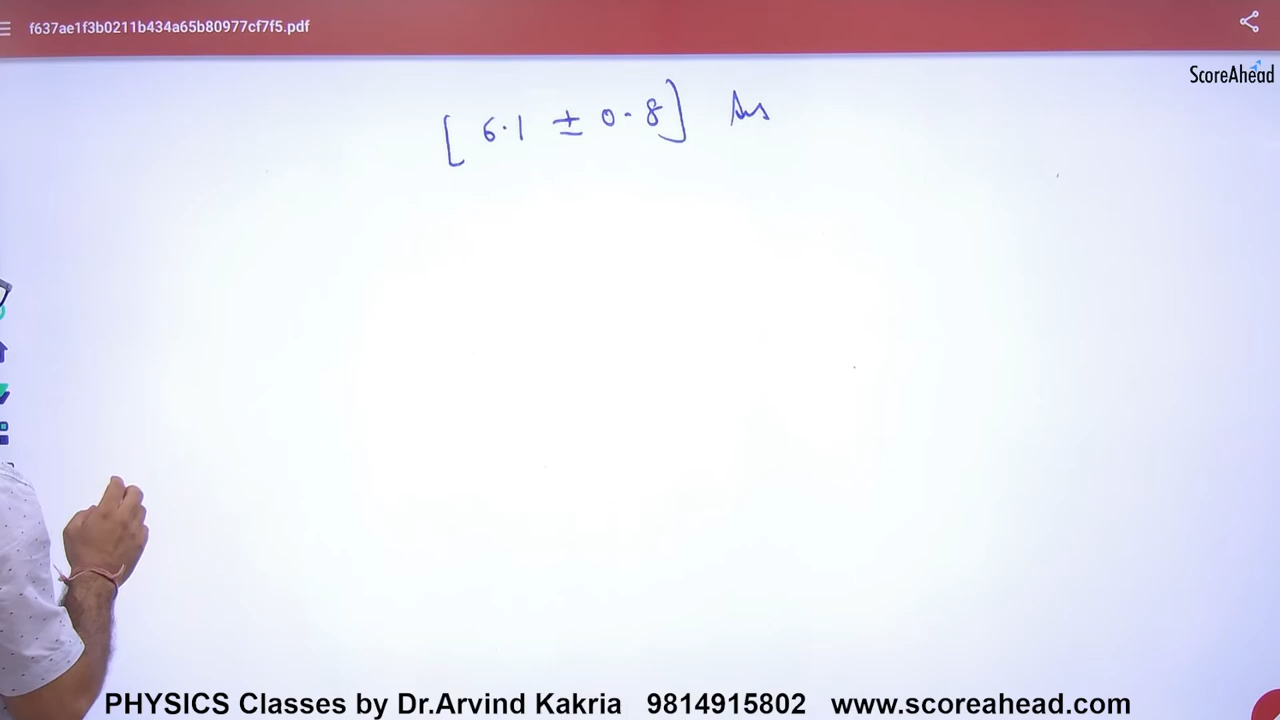 f637ae1f3b0211b434a65b80977cf7f5.pdf
ScoreAhead
[6.1 ± 0.8] Ans
PHYSICS Classes by Dr.Arvind Kakria 9814915802 www.scoreahead.com